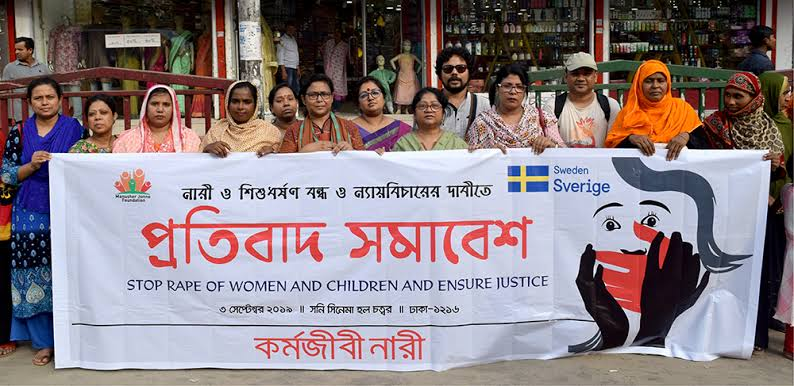 Manusher Jonno
Foundation
নারী ও শিশুধর্ষণ বন্ধ ও ন্যায়বিচারের দাবীতে
Sweden
Sverige
প্রতিবাদ সমাবেশ
STOP RAPE OF WOMEN AND CHILDREN AND ENSURE JUSTICE
৩ সেপ্টেম্বর ২০১৯ ॥ সনি সিনেমা হল চত্বর ॥ ঢাকা-১২১৬
কর্মজীবী নারী